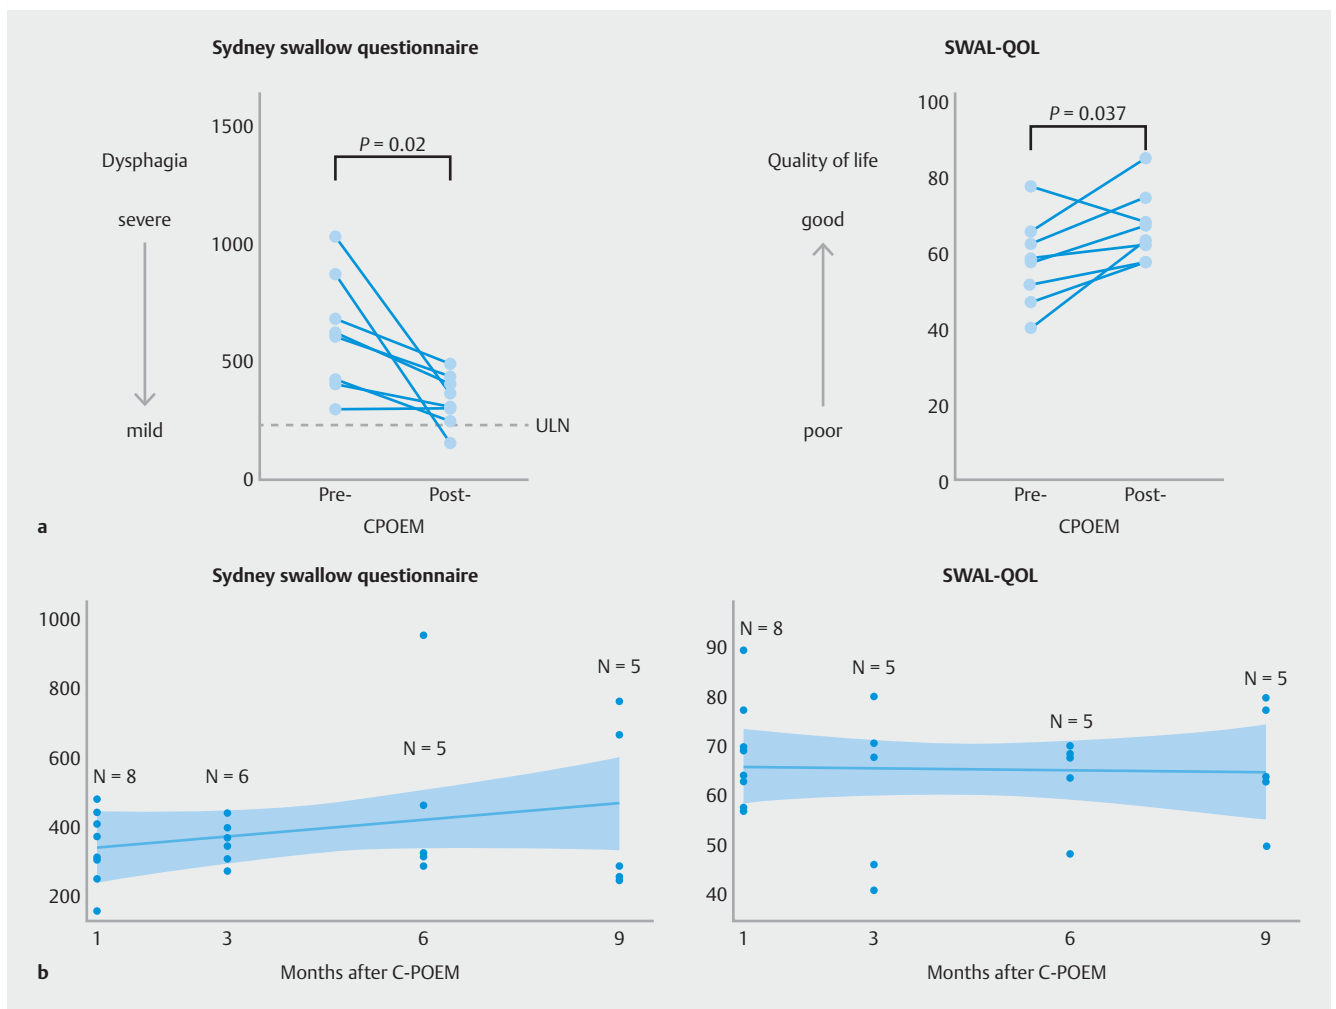 Sydney swallow questionnaire
1500
1000
500
0
Dysphagia
severe
mild
P = 0.02
ULN
Pre-
Post-
CPOEM
a
SWAL-QOL
100
80
60
40
20
0
Quality of life
good
poor
P = 0.037
Pre-
Post-
CPOEM
Sydney swallow questionnaire
1000
800
600
400
200
N = 8
N = 6
N = 5
N = 5
1
3
6
9
Months after C-POEM
b
SWAL-QOL
90
80
70
60
50
40
N = 8
N = 5
N = 5
N = 5
1
3
6
9
Months after C-POEM